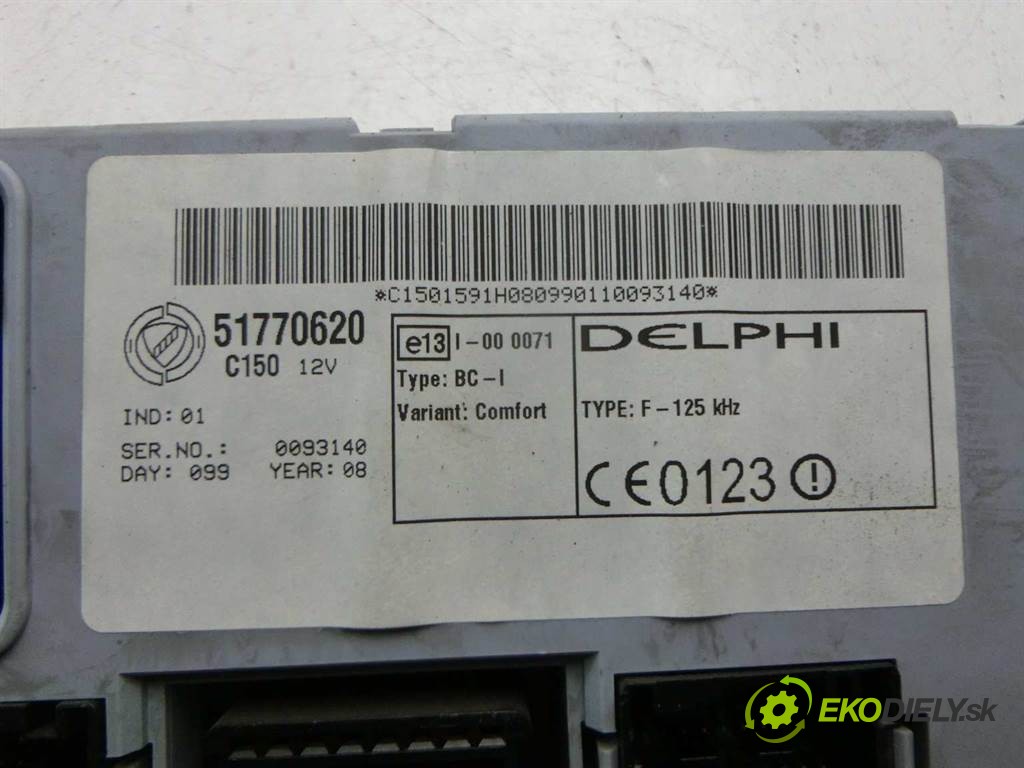 *C1501591H080990110093140*
51770620
C150 12V
IND: 01
SER.NO.: 0093140
DAY: 099 YEAR: 08
e13 I-00 0071
Type: BC-I
Variant: Comfort
DELPHI
TYPE: F-125 kHz
CE0123 !
EKODIELY.sk